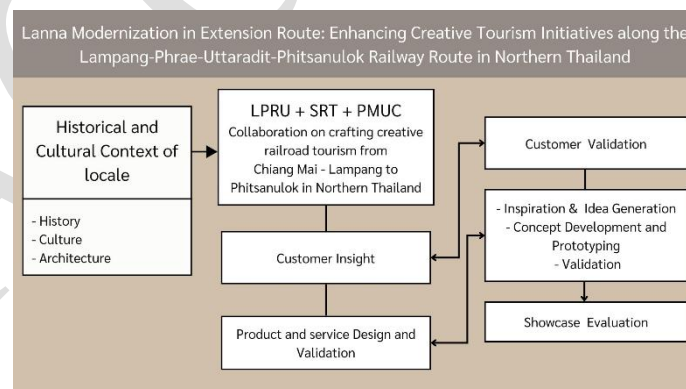 Lanna Modernization in Extension Route: Enhancing Creative Tourism Initiatives along the
Lampang-Phrae-Uttaradit-Phitsanulok Railway Route in Northern Thailand
Historical and
Cultural Context of
locale
- History
- Culture
- Architecture
LPRU + SRT + PMUC
Collaboration on crafting creative
railroad tourism from
Chiang Mai - Lampang to
Phitsanulok in Northern Thailand
Customer Insight
Product and service Design and
Validation
Customer Validation
- Inspiration & Idea Generation
- Concept Development and
Prototyping
- Validation
Showcase Evaluation